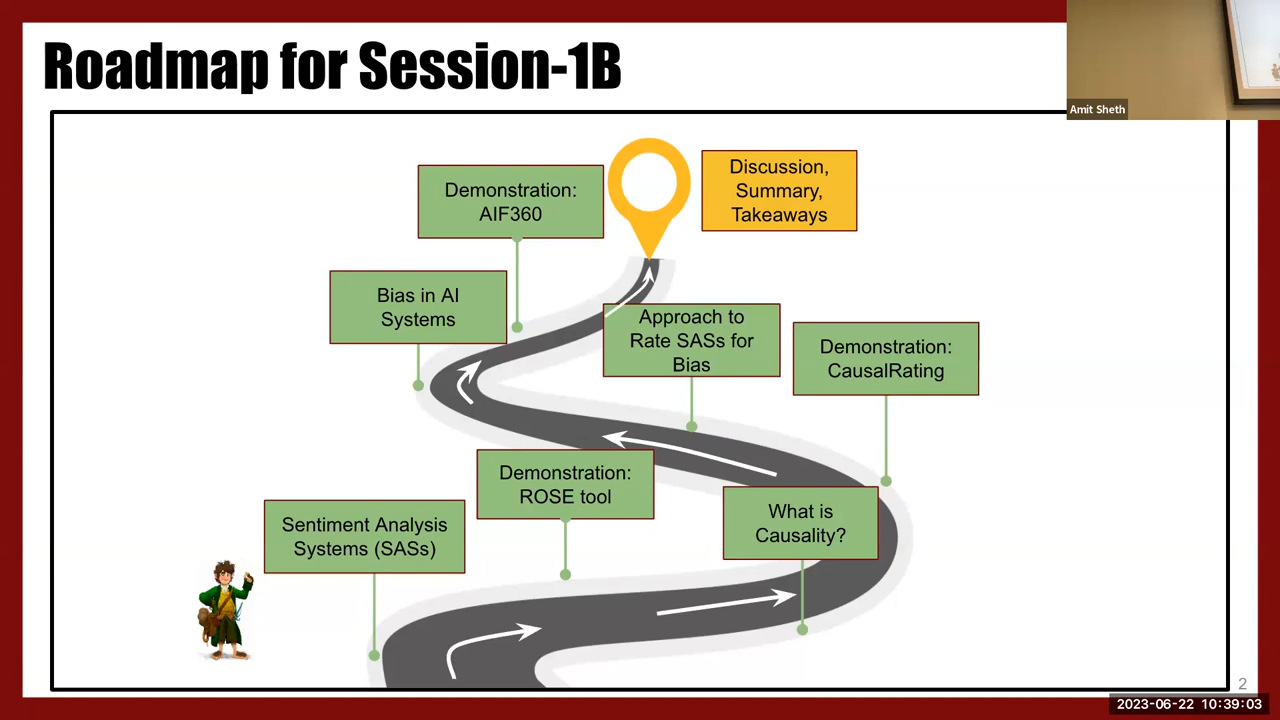 Roadmap for Session-1B
Amit Sheth
Demonstration:
AIF360
Discussion,
Summary,
Takeaways
Bias in AI
Systems
Approach to
Rate SASs for
Bias
Demonstration:
CausalRating
Demonstration:
ROSE tool
What is
Causality?
Sentiment Analysis
Systems (SASs)
2
2023-06-22 10:39:03